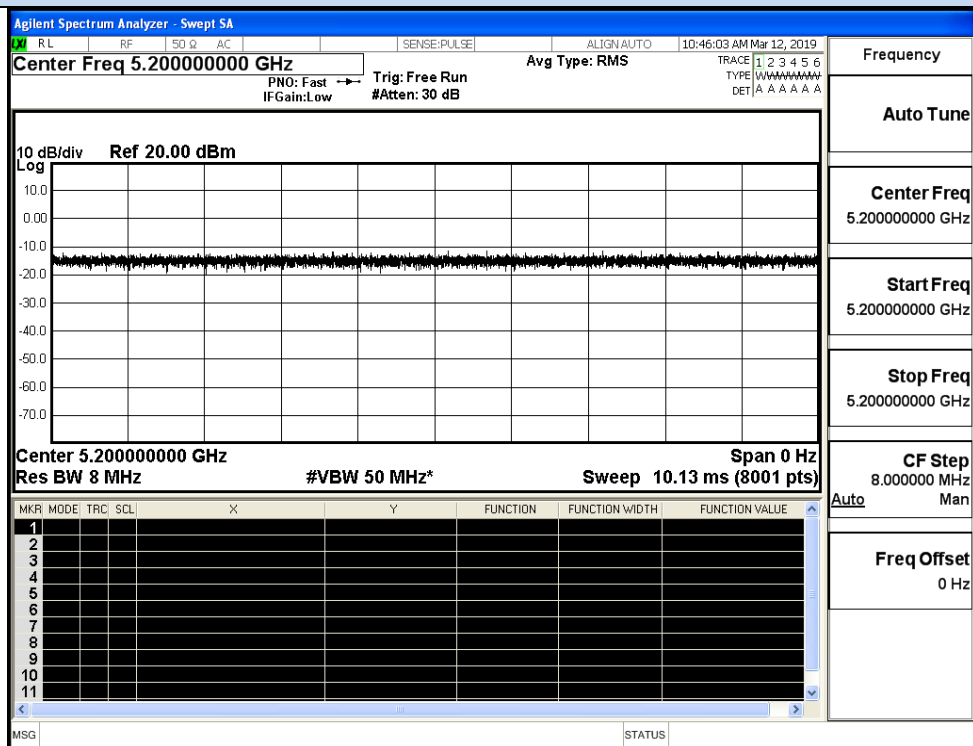 Agilent Spectrum Analyzer - Swept SA
LXI RL RF 50 Ω AC SENSE:PULSE ALIGN AUTO 10:46:03 AM Mar 12, 2019
Center Freq 5.200000000 GHz
PNO: Fast
IFGain:Low
Trig: Free Run
#Atten: 30 dB
Avg Type: RMS
TRACE 1 2 3 4 5 6
TYPE WWWWWW
DET A A A A A A
10 dB/div Ref 20.00 dBm
Log
10.0
0.00
-10.0
-20.0
-30.0
-40.0
-50.0
-60.0
-70.0
Center 5.200000000 GHz Span 0 Hz
Res BW 8 MHz #VBW 50 MHz* Sweep 10.13 ms (8001 pts)
MKR MODE TRC SCL X Y FUNCTION FUNCTION WIDTH FUNCTION VALUE
1
2
3
4
5
6
7
8
9
10
11
MSG STATUS
Frequency
Auto Tune
Center Freq
5.200000000 GHz
Start Freq
5.200000000 GHz
Stop Freq
5.200000000 GHz
CF Step
8.000000 MHz
Auto Man
Freq Offset
0 Hz